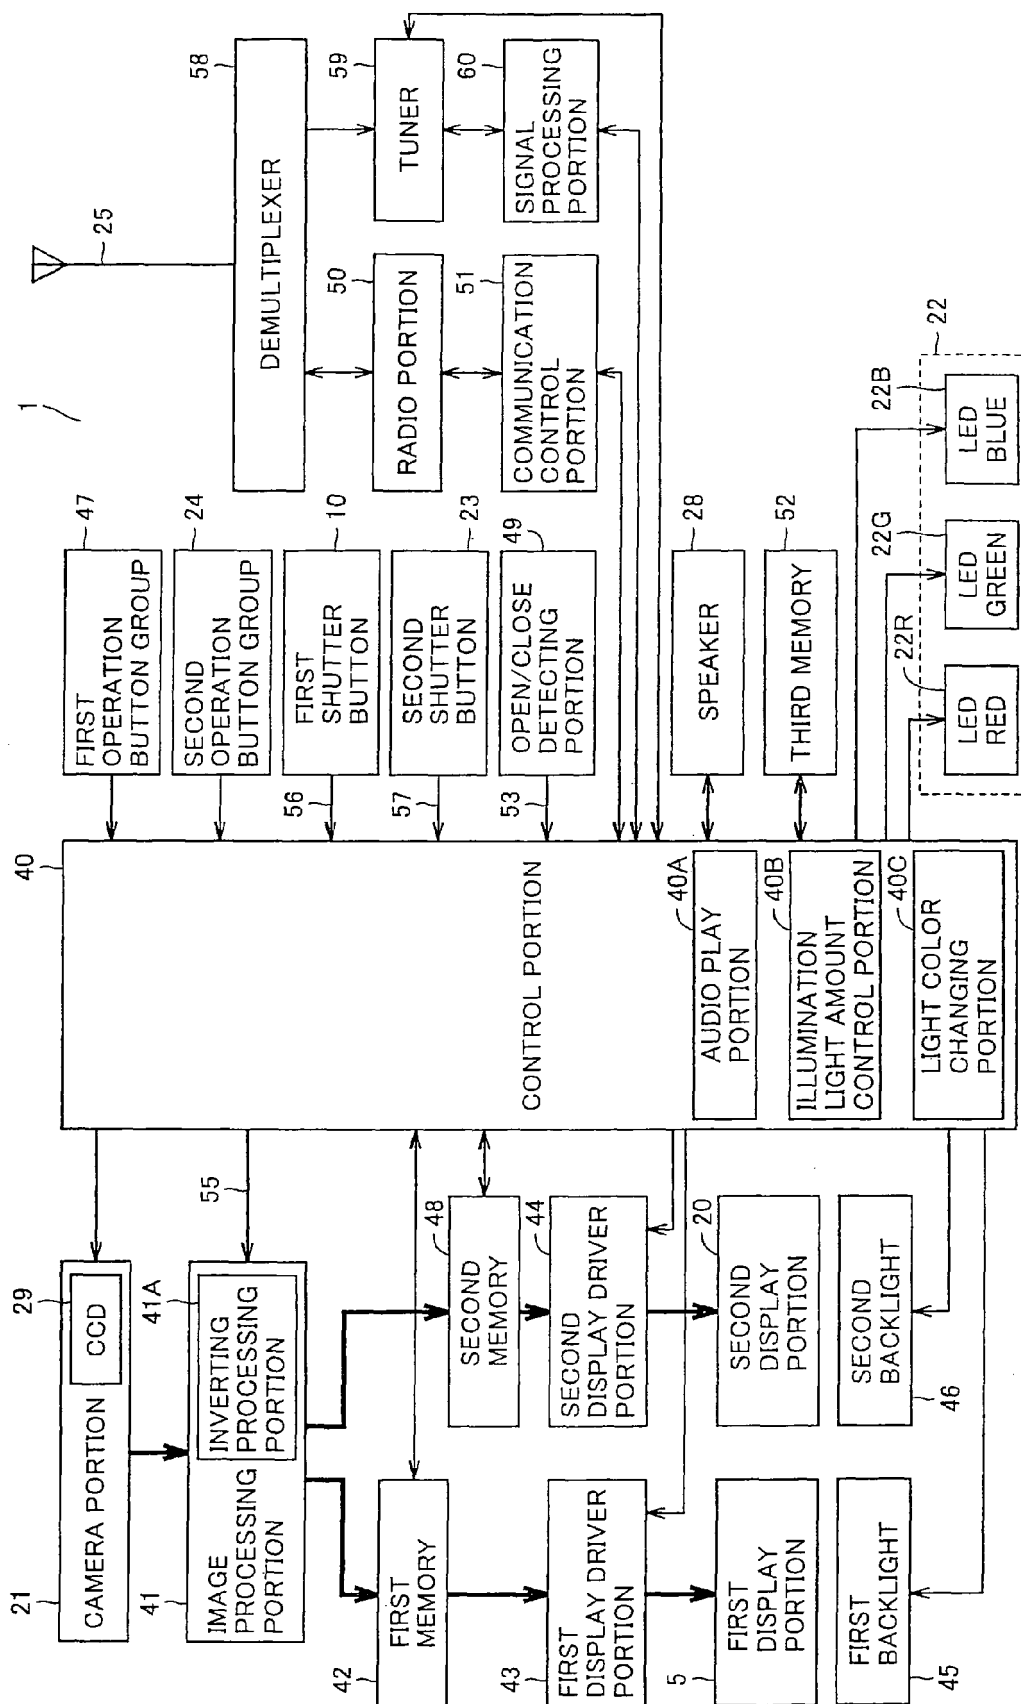 1
25
DEMULTIPLEXER
58
RADIO PORTION
50
TUNER
59
COMMUNICATION
CONTROL
PORTION
51
SIGNAL
PROCESSING
PORTION
60
FIRST
OPERATION
BUTTON GROUP
47
SECOND
OPERATION
BUTTON GROUP
24
FIRST
SHUTTER
BUTTON
10
56
SECOND
SHUTTER
BUTTON
23
57
OPEN/CLOSE
DETECTING
PORTION
49
53
SPEAKER
28
THIRD MEMORY
52
22
LED
RED
22R
LED
GREEN
22G
LED
BLUE
22B
40
CONTROL PORTION
AUDIO PLAY
PORTION
40A
ILLUMINATION
LIGHT AMOUNT
CONTROL PORTION
40B
LIGHT COLOR
CHANGING
PORTION
40C
21
CAMERA PORTION
CCD
29
41
IMAGE
PROCESSING
PORTION
INVERTING
PROCESSING
PORTION
41A
55
42
FIRST
MEMORY
SECOND
MEMORY
48
43
FIRST
DISPLAY DRIVER
PORTION
SECOND
DISPLAY DRIVER
PORTION
44
5
FIRST
DISPLAY
PORTION
SECOND
DISPLAY
PORTION
20
45
FIRST
BACKLIGHT
SECOND
BACKLIGHT
46